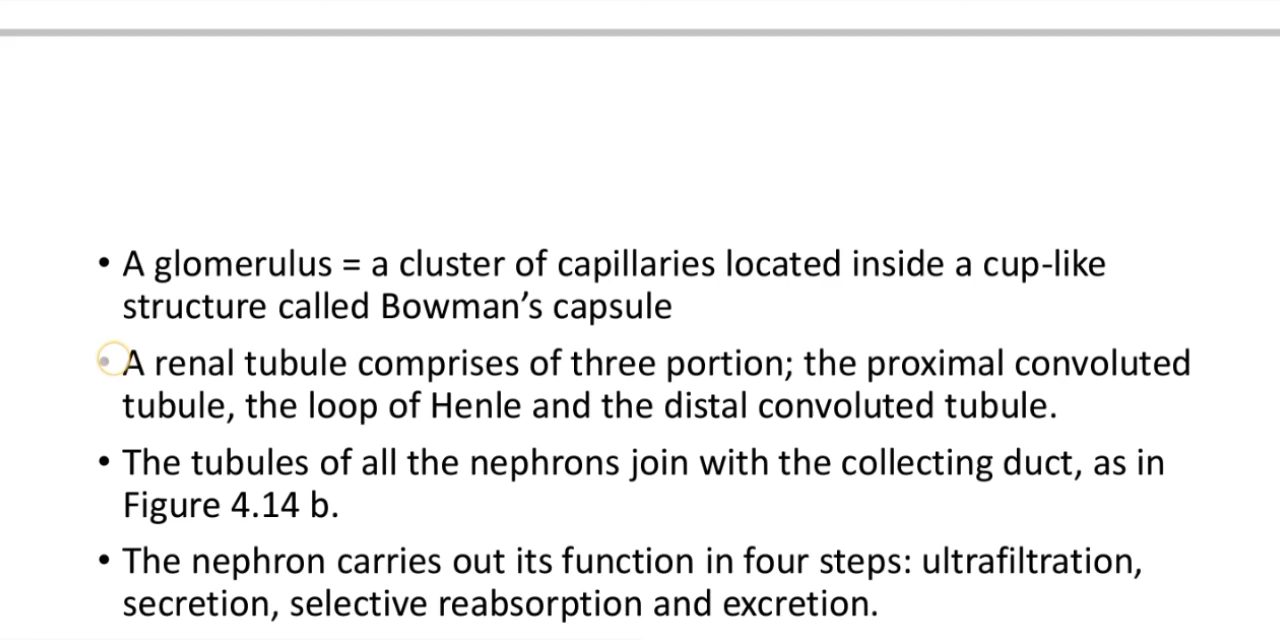 • A glomerulus = a cluster of capillaries located inside a cup-like
structure called Bowman’s capsule
• A renal tubule comprises of three portion; the proximal convoluted
tubule, the loop of Henle and the distal convoluted tubule.
• The tubules of all the nephrons join with the collecting duct, as in
Figure 4.14 b.
• The nephron carries out its function in four steps: ultrafiltration,
secretion, selective reabsorption and excretion.